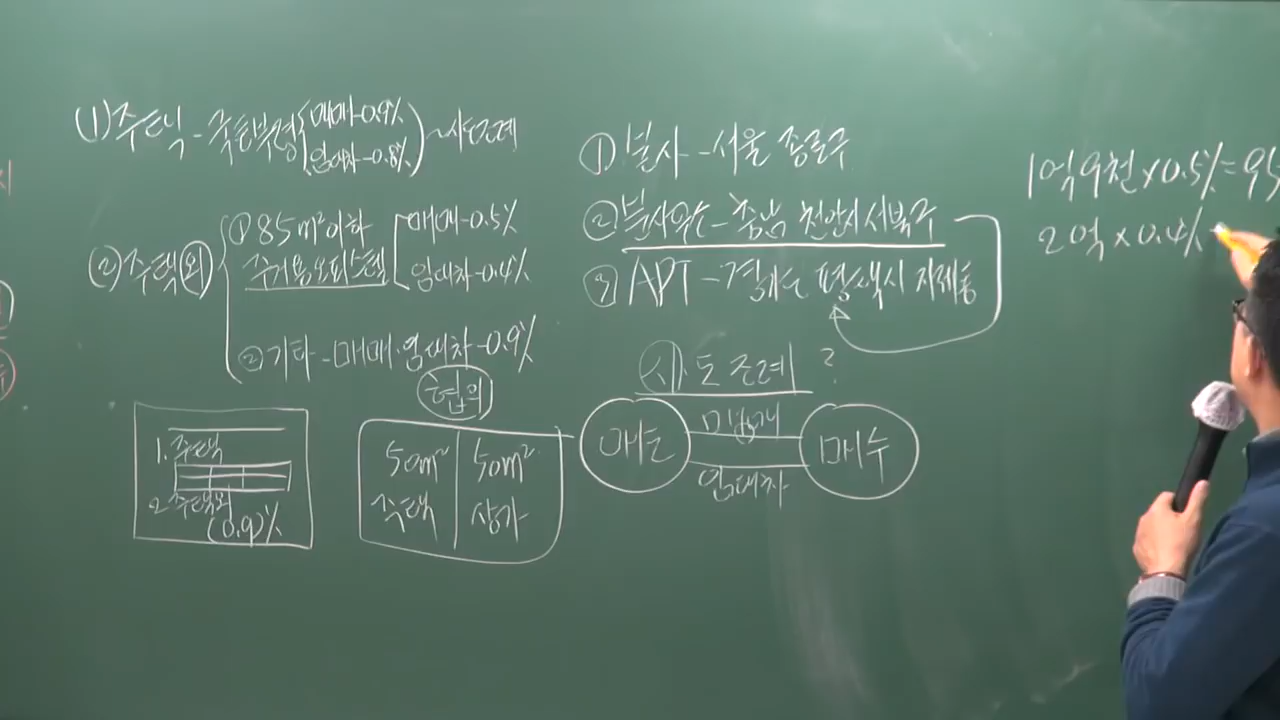 (1) 주택 - 국토부령 매매-0.9% ~시도조례
임대차-0.8%
(2) 주택(외) ① 85m²이하 매매-0.5%
주거용오피스텔 임대차-0.4%
② 기타-매매·임대차-0.9%
협의
1. 주택
2. 주택외
(0.9)%
50m² 50m²
주택 상가
① 본사 - 서울 종로구
② 분사무소 - 충남 천안시 서북구
③ APT - 경기도 평택시
시·도 조례 ?
매도 매수
임대차
1억9천×0.5%=95
2억×0.4%